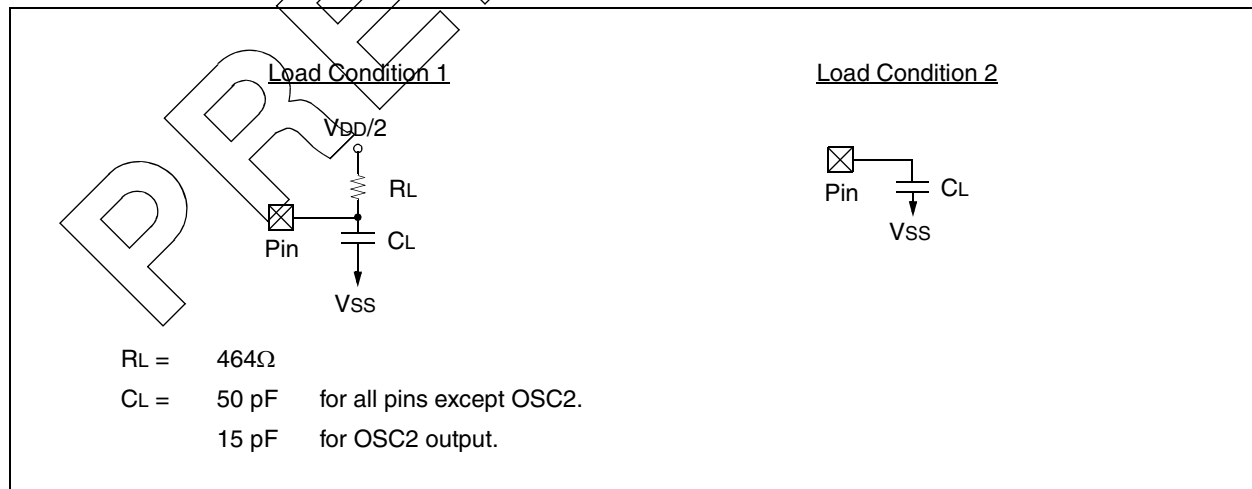 Load Condition 1
VDD/2
RL
Pin
CL
VSS
Load Condition 2
Pin
CL
VSS
RL = 464Ω
CL = 50 pF for all pins except OSC2.
15 pF for OSC2 output.
PRE